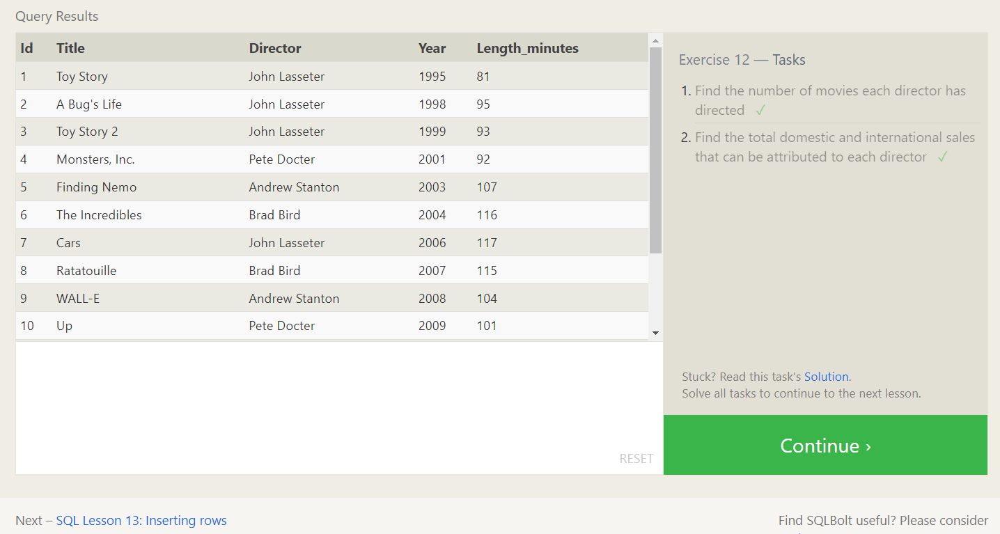 Query Results
Id Title Director Year Length_minutes
1 Toy Story John Lasseter 1995 81
2 A Bug's Life John Lasseter 1998 95
3 Toy Story 2 John Lasseter 1999 93
4 Monsters, Inc. Pete Docter 2001 92
5 Finding Nemo Andrew Stanton 2003 107
6 The Incredibles Brad Bird 2004 116
7 Cars John Lasseter 2006 117
8 Ratatouille Brad Bird 2007 115
9 WALL-E Andrew Stanton 2008 104
10 Up Pete Docter 2009 101
RESET
Exercise 12 — Tasks
1. Find the number of movies each director has
directed ✓
2. Find the total domestic and international sales
that can be attributed to each director ✓
Stuck? Read this task's Solution.
Solve all tasks to continue to the next lesson.
Continue ›
Next – SQL Lesson 13: Inserting rows
Find SQLBolt useful? Please consider